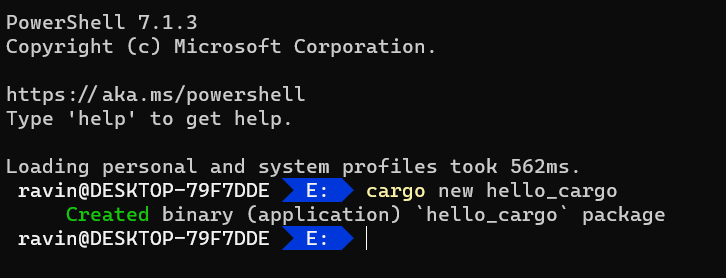 PowerShell 7.1.3
Copyright (c) Microsoft Corporation.
https://aka.ms/powershell
Type 'help' to get help.
Loading personal and system profiles took 562ms.
ravin@DESKTOP-79F7DDE E: cargo new hello_cargo
Created binary (application) `hello_cargo` package
ravin@DESKTOP-79F7DDE E: